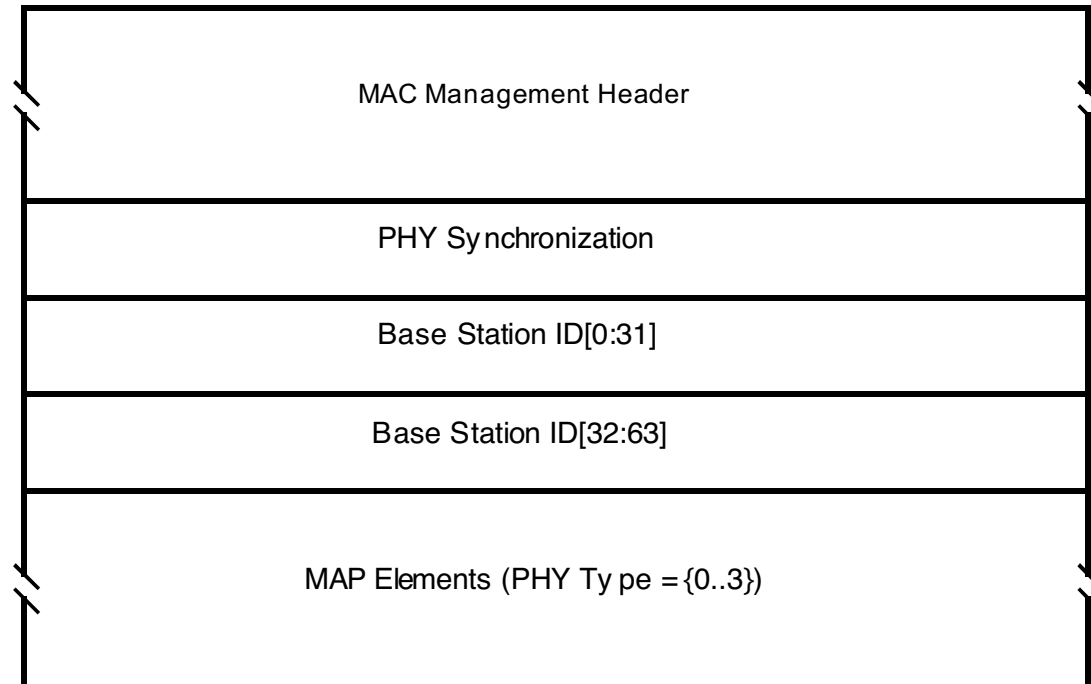 MAC Management Header
PHY Synchronization
Base Station ID[0:31]
Base Station ID[32:63]
MAP Elements (PHY Type ={0..3})